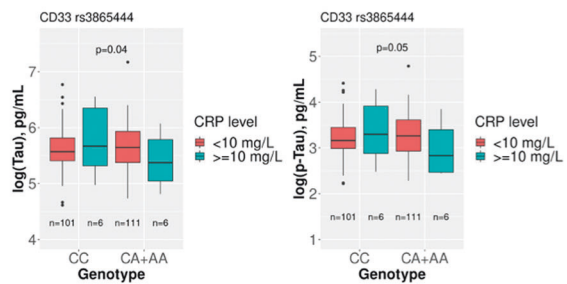 CD33 rs3865444
p=0.04
7
6
5
4
log(Tau), pg/mL
n=101 n=6 n=111 n=6
CC CA+AA
Genotype
CRP level
<10 mg/L
>=10 mg/L
CD33 rs3865444
p=0.05
5
4
3
2
1
log(p-Tau), pg/mL
n=101 n=6 n=111 n=6
CC CA+AA
Genotype
CRP level
<10 mg/L
>=10 mg/L